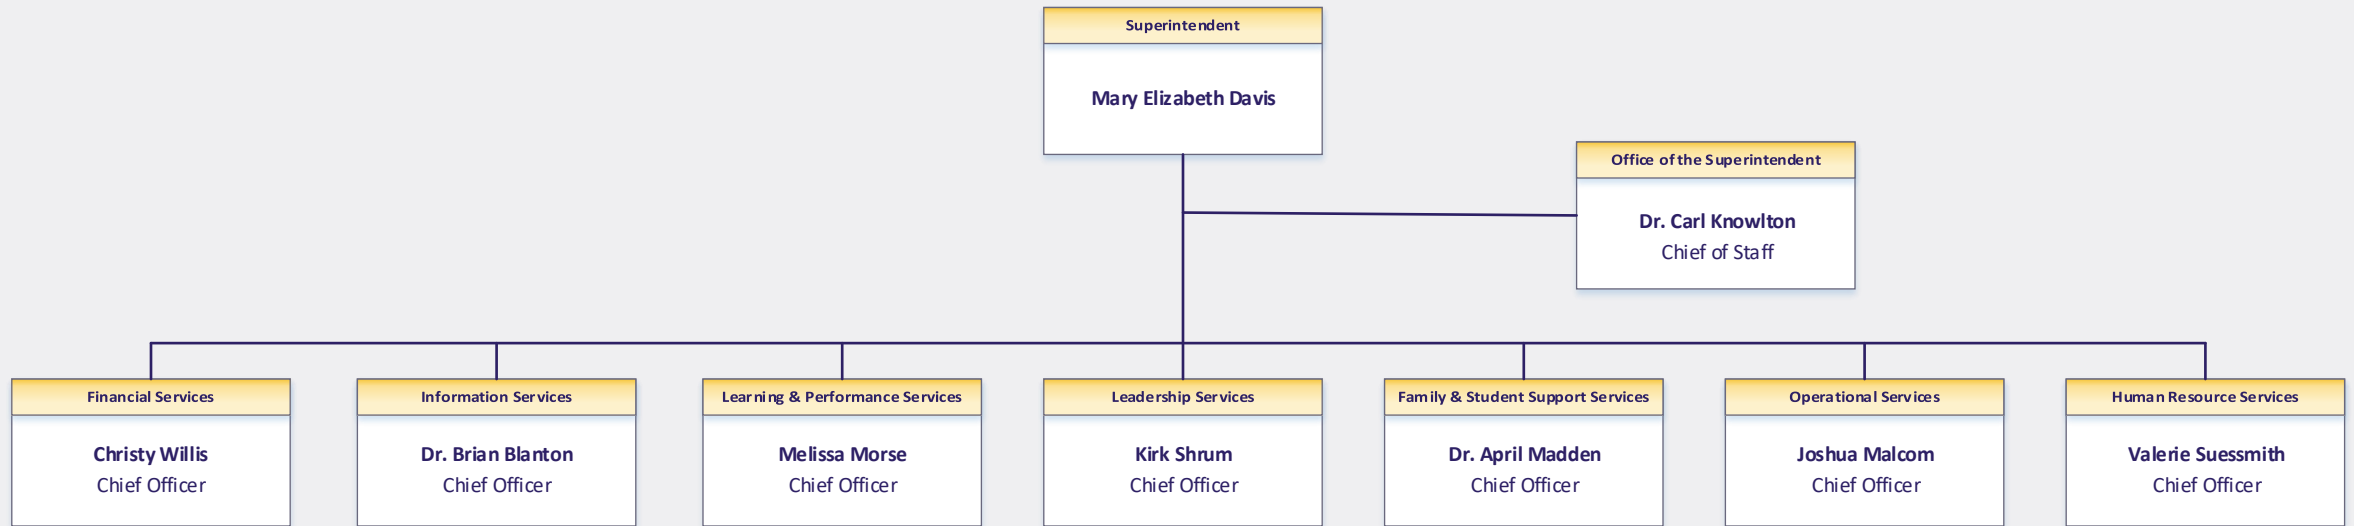 Superintendent
Mary Elizabeth Davis
Office of the Superintendent
Dr. Carl Knowlton
Chief of Staff
Financial Services
Christy Willis
Chief Officer
Information Services
Dr. Brian Blanton
Chief Officer
Learning & Performance Services
Melissa Morse
Chief Officer
Leadership Services
Kirk Shrum
Chief Officer
Family & Student Support Services
Dr. April Madden
Chief Officer
Operational Services
Joshua Malcom
Chief Officer
Human Resource Services
Valerie Suessmith
Chief Officer